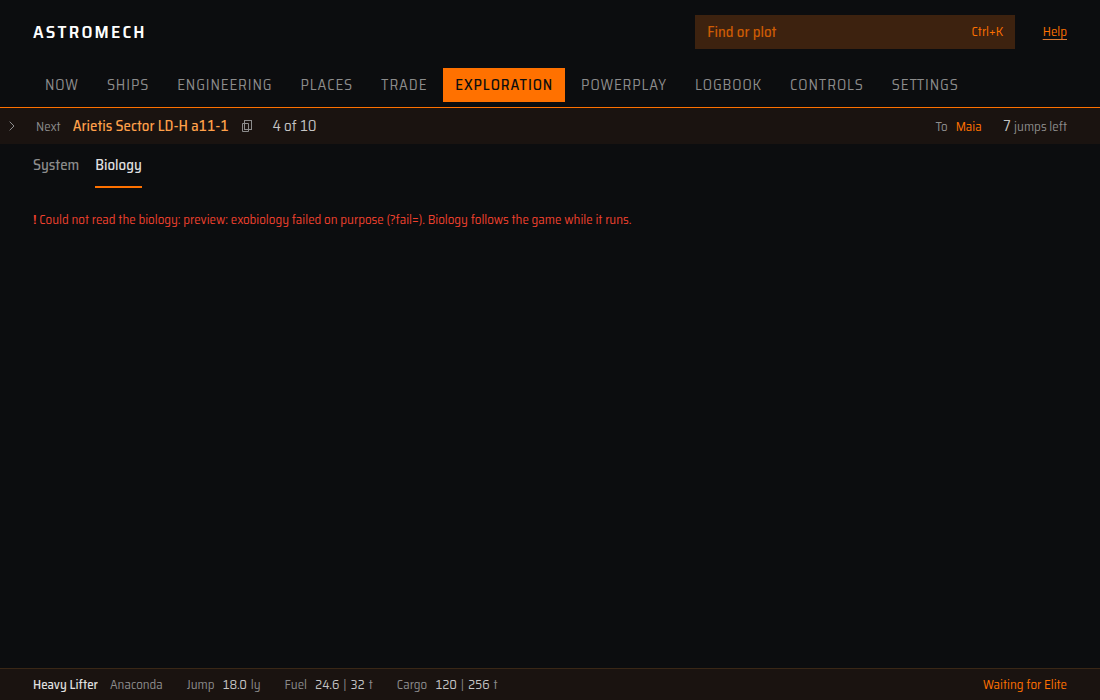 ASTROMECH
Find or plot Ctrl+K Help
NOW SHIPS ENGINEERING PLACES TRADE EXPLORATION POWERPLAY LOGBOOK CONTROLS SETTINGS
Next Arietis Sector LD-H a11-1 4 of 10 To Maia 7 jumps left
System Biology
! Could not read the biology: preview: exobiology failed on purpose (?fail=). Biology follows the game while it runs.
Heavy Lifter Anaconda Jump 18.0 ly Fuel 24.6 | 32 t Cargo 120 | 256 t Waiting for Elite